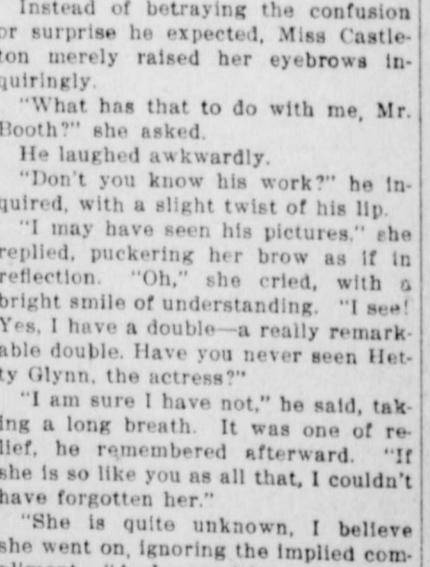 Instead of betraying the confusion
or surprise he expected, Miss Castle-
ton merely raised her eyebrows in-
quiringly.
"What has that to do with me, Mr.
Booth?" she asked.
He laughed awkwardly.
"Don't you know his work?" he in-
quired, with a slight twist of his lip.
"I may have seen his pictures," she
replied, puckering her brow as if in
reflection. "Oh," she cried, with a
bright smile of understanding. "I see!
Yes, I have a double—a really remark-
able double. Have you never seen Het-
ty Glynn, the actress?"
"I am sure I have not," he said, tak-
ing a long breath. It was one of re-
lief, he remembered afterward. "If
she is so like you as all that, I couldn't
have forgotten her."
"She is quite unknown, I believe
she went on, ignoring the implied com-